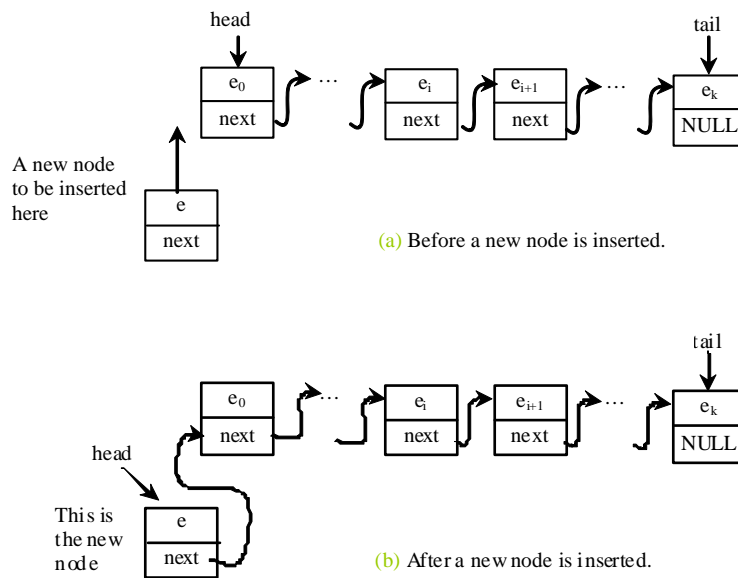 head
tail
e0 ... ei ei+1 ... ek
next next next NULL
A new node
to be inserted
here
e
next
(a) Before a new node is inserted.
tail
e0 ... ei ei+1 ... ek
next next next NULL
head
This is
the new
node
e
next
(b) After a new node is inserted.